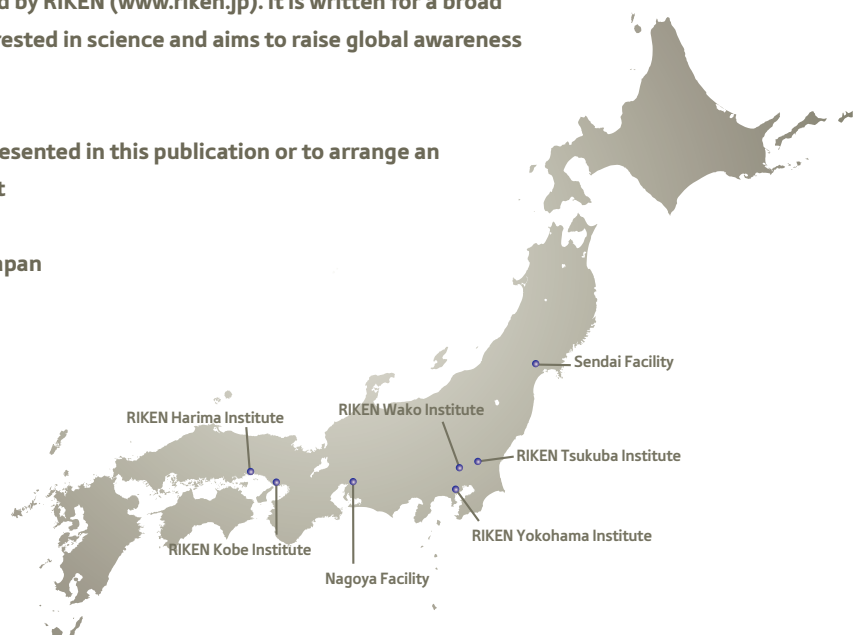 d by RIKEN (www.riken.jp). It is written for a broad
rested in science and aims to raise global awareness
esented in this publication or to arrange an
t
apan
Sendai Facility
RIKEN Harima Institute
RIKEN Wako Institute
RIKEN Tsukuba Institute
RIKEN Yokohama Institute
RIKEN Kobe Institute
Nagoya Facility